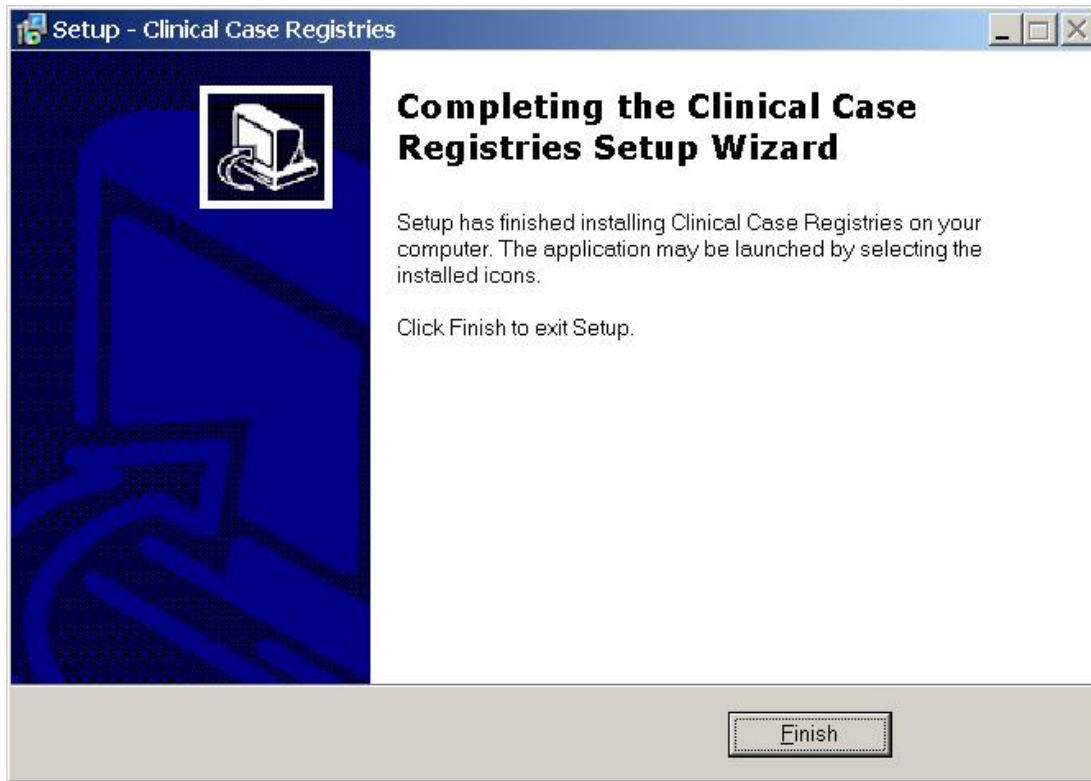 Setup - Clinical Case Registries
Completing the Clinical Case
Registries Setup Wizard
Setup has finished installing Clinical Case Registries on your
computer. The application may be launched by selecting the
installed icons.
Click Finish to exit Setup.
Finish